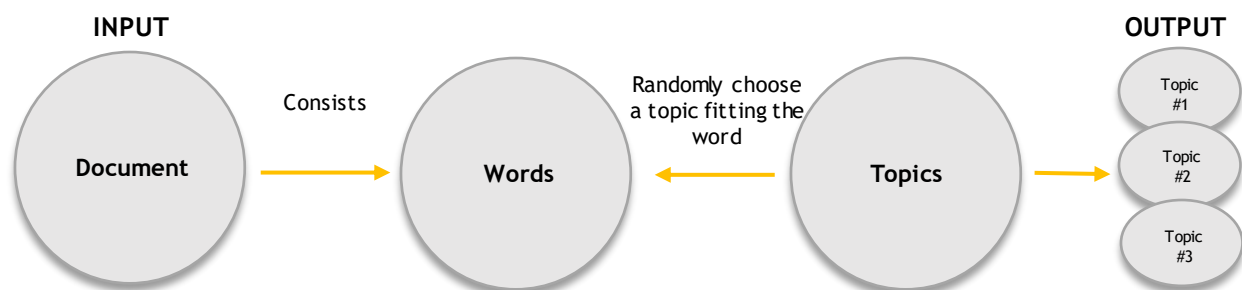 INPUT
Document
Consists
Words
Randomly choose
a topic fitting the
word
Topics
OUTPUT
Topic
#1
Topic
#2
Topic
#3